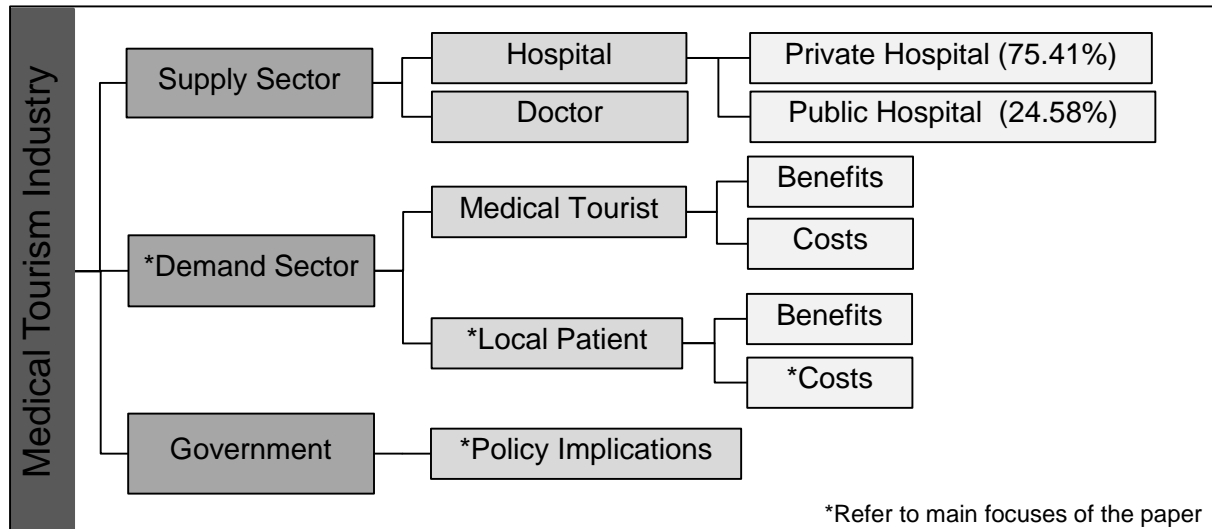 Medical Tourism Industry
Supply Sector
Hospital
Private Hospital (75.41%)
Public Hospital (24.58%)
Doctor
*Demand Sector
Medical Tourist
Benefits
Costs
*Local Patient
Benefits
*Costs
Government
*Policy Implications
*Refer to main focuses of the paper